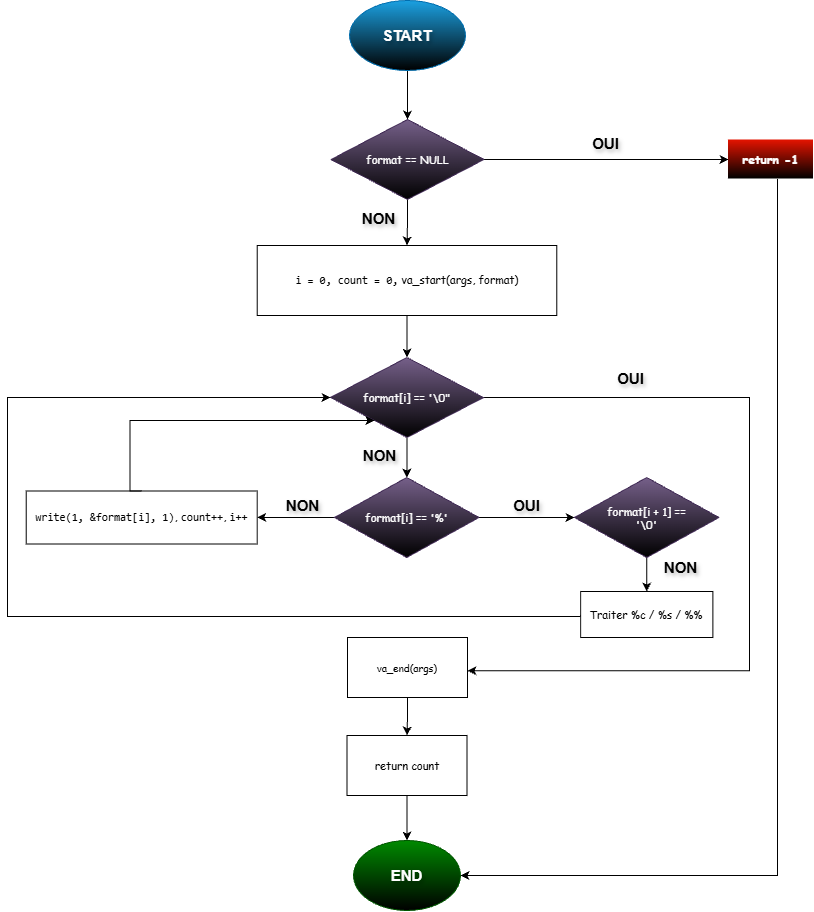 START
format == NULL
OUI
return -1
NON
i = 0, count = 0, va_start(args, format)
format[i] == '\0"
OUI
NON
write(1, &format[i], 1), count++, i++
NON
format[i] == '%'
OUI
format[i + 1] ==
'\0'
NON
Traiter %c / %s / %%
va_end(args)
return count
END